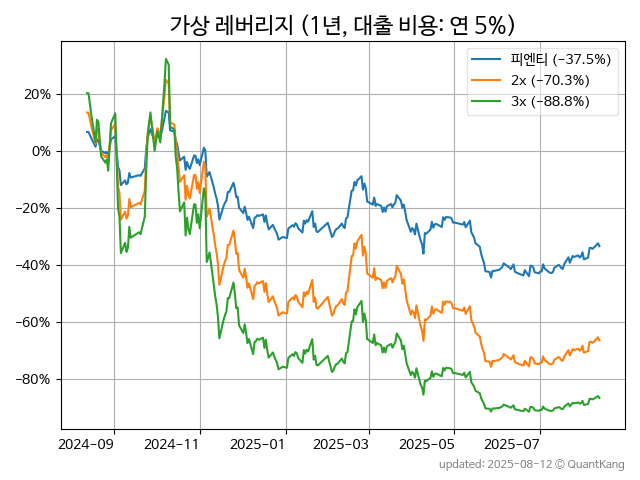 가상 레버리지 (1년, 대출 비용: 연 5%)
피엔티 (−37.5%)
2x (−70.3%)
3x (−88.8%)
20%
0%
−20%
−40%
−60%
−80%
2024-09 2024-11 2025-01 2025-03 2025-05 2025-07
updated: 2025-08-12 © QuantKang